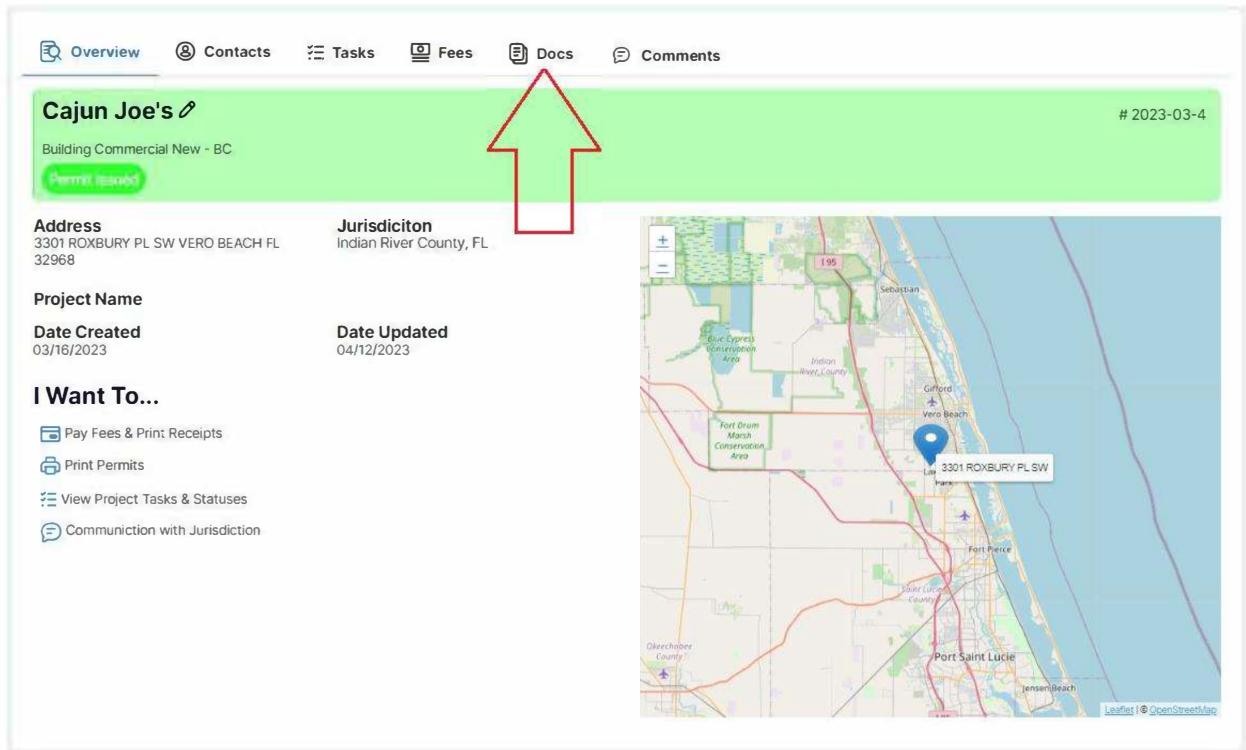 Overview
Contacts
Tasks
Fees
Docs
Comments
Cajun Joe's
# 2023-03-4
Building Commercial New - BC
Permit Issued
Address
3301 ROXBURY PL SW VERO BEACH FL
32968
Jurisdiciton
Indian River County, FL
Project Name
Date Created
03/16/2023
Date Updated
04/12/2023
I Want To...
Pay Fees & Print Receipts
Print Permits
View Project Tasks & Statuses
Communiction with Jurisdiction
+
−
I 95
Sebastian
Blue Cypress
Conservation
Area
Indian
River County
Gifford
Vero Beach
Fort Drum
Marsh
Conservation
Area
3301 ROXBURY PL SW
Park
Fort Pierce
Saint Lucie
County
Okeechobee
County
Port Saint Lucie
Jensen Beach
Leaflet | © OpenStreetMap